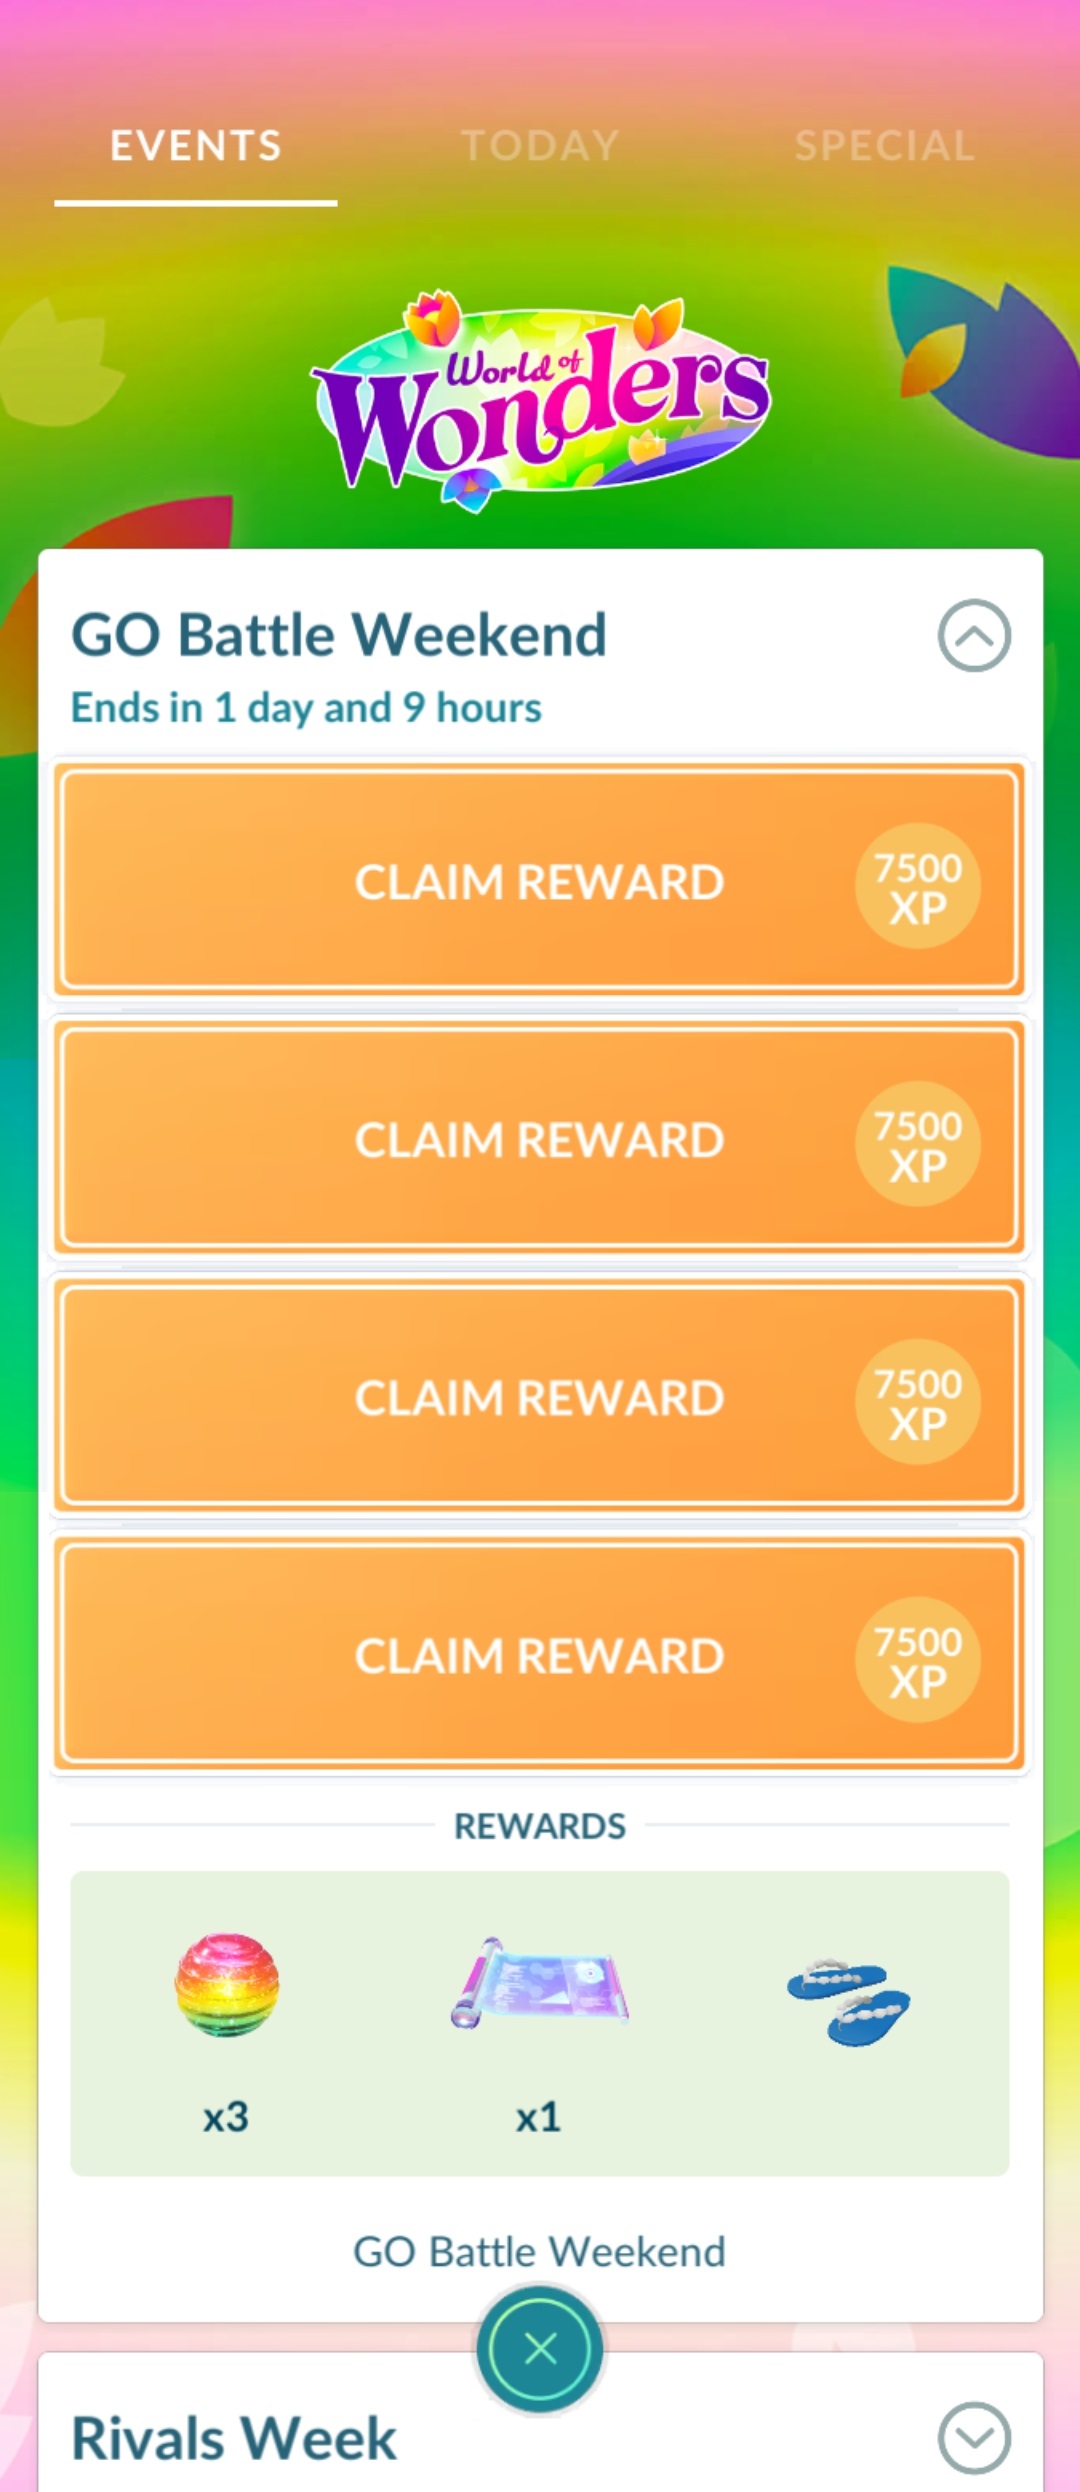 EVENTS TODAY SPECIAL
World of
Wonders
GO Battle Weekend
Ends in 1 day and 9 hours
CLAIM REWARD
7500
XP
CLAIM REWARD
7500
XP
CLAIM REWARD
7500
XP
CLAIM REWARD
7500
XP
REWARDS
x3 x1
GO Battle Weekend
Rivals Week